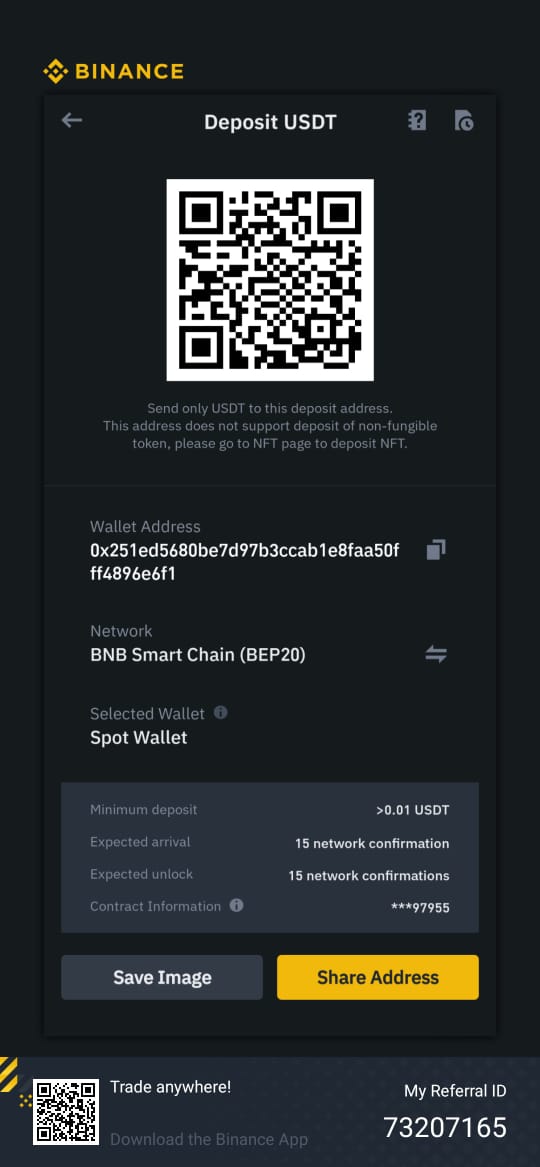 BINANCE
Deposit USDT
Send only USDT to this deposit address.
This address does not support deposit of non-fungible
token, please go to NFT page to deposit NFT.
Wallet Address
0x251ed5680be7d97b3ccab1e8faa50f
ff4896e6f1
Network
BNB Smart Chain (BEP20)
Selected Wallet
Spot Wallet
Minimum deposit >0.01 USDT
Expected arrival 15 network confirmation
Expected unlock 15 network confirmations
Contract Information ***97955
Save Image Share Address
Trade anywhere! My Referral ID
Download the Binance App 73207165